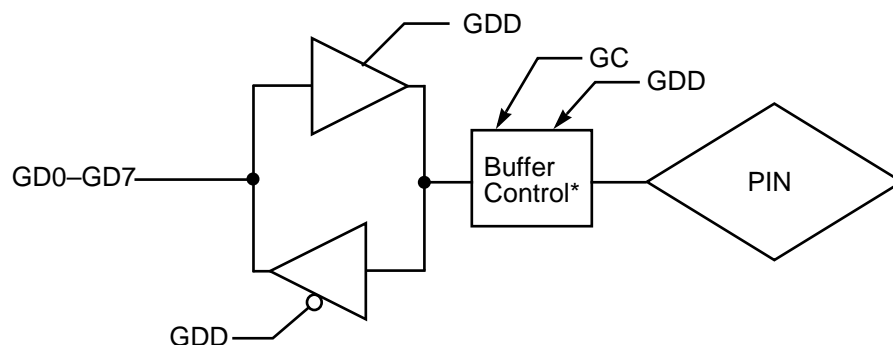 GDD
GC
GDD
GD0–GD7
Buffer
Control*
PIN
GDD